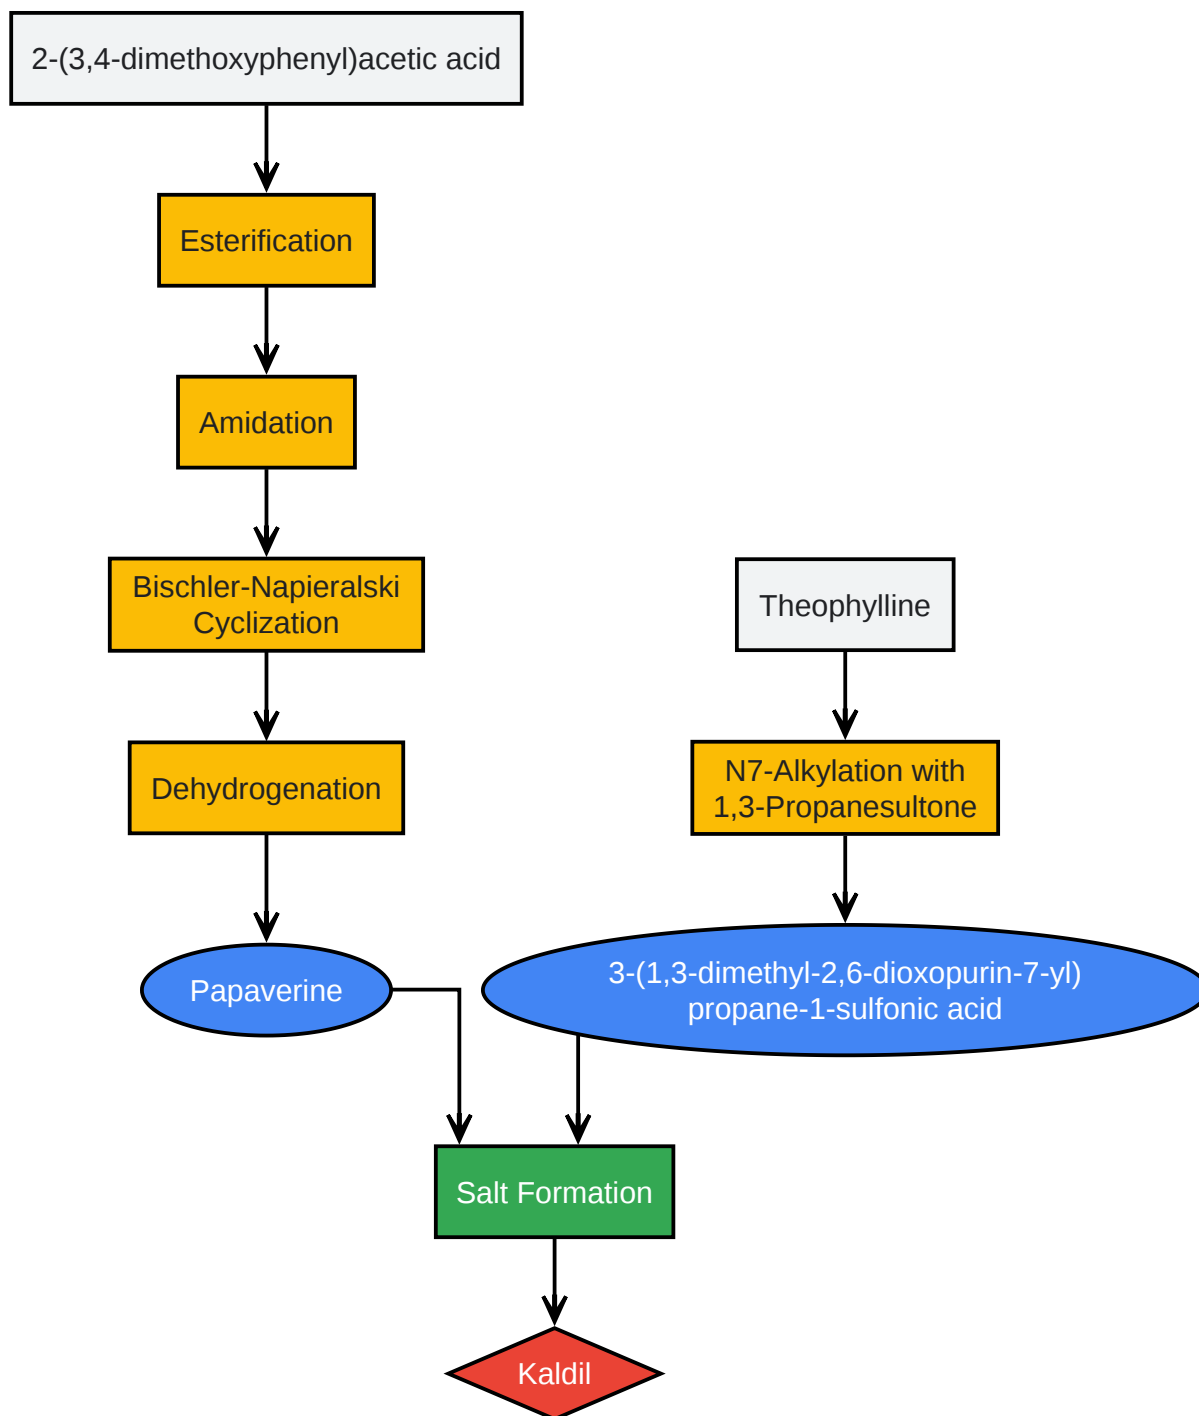 2-(3,4-dimethoxyphenyl)acetic acid
Esterification
Amidation
Bischler-Napieralski
Cyclization
Theophylline
Dehydrogenation
N7-Alkylation with
1,3-Propanesultone
Papaverine
3-(1,3-dimethyl-2,6-dioxopurin-7-yl)
propane-1-sulfonic acid
Salt Formation
Kaldil